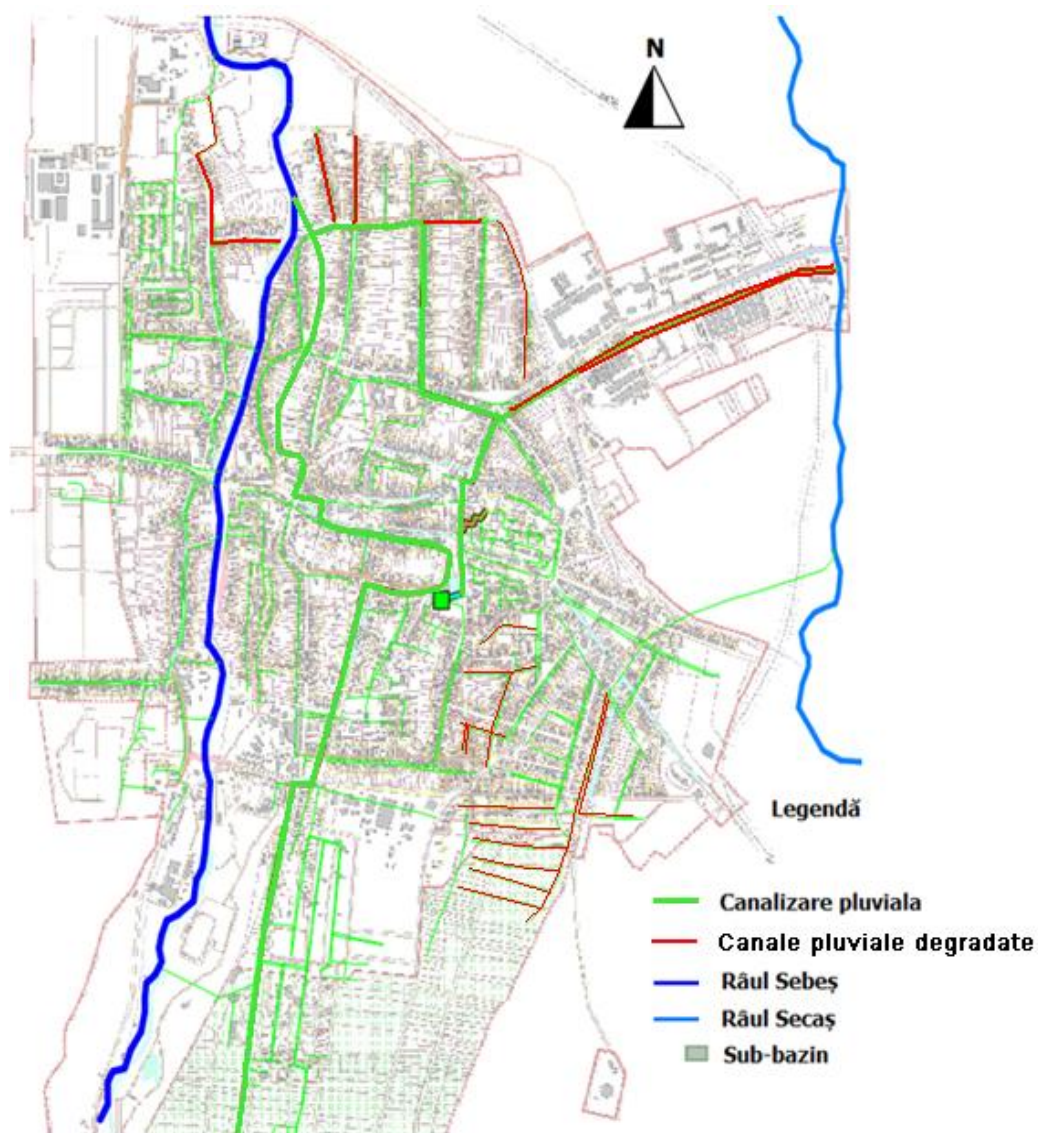 N
Legendă
Canalizare pluviala
Canale pluviale degradate
Râul Sebeș
Râul Secaș
Sub-bazin